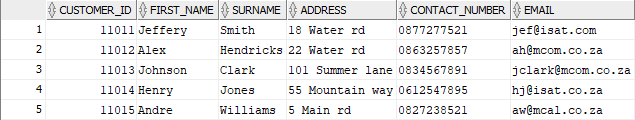 CUSTOMER_ID FIRST_NAME SURNAME ADDRESS CONTACT_NUMBER EMAIL
1 11011 Jeffery Smith 18 Water rd 0877277521 jef@isat.com
2 11012 Alex Hendricks 22 Water rd 0863257857 ah@mcom.co.za
3 11013 Johnson Clark 101 Summer lane 0834567891 jclark@mcom.co.za
4 11014 Henry Jones 55 Mountain way 0612547895 hj@isat.co.za
5 11015 Andre Williams 5 Main rd 0827238521 aw@mcal.co.za